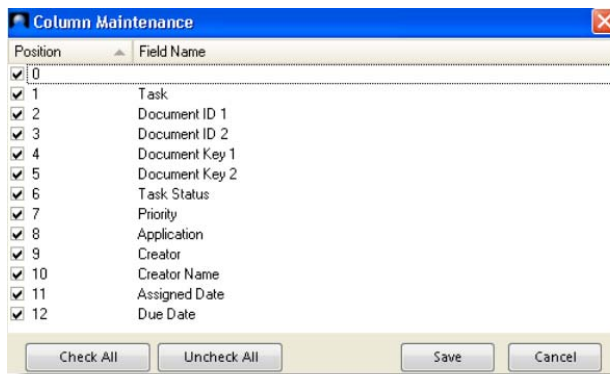 Column Maintenance
Position Field Name
0
1 Task
2 Document ID 1
3 Document ID 2
4 Document Key 1
5 Document Key 2
6 Task Status
7 Priority
8 Application
9 Creator
10 Creator Name
11 Assigned Date
12 Due Date
Check All Uncheck All Save Cancel